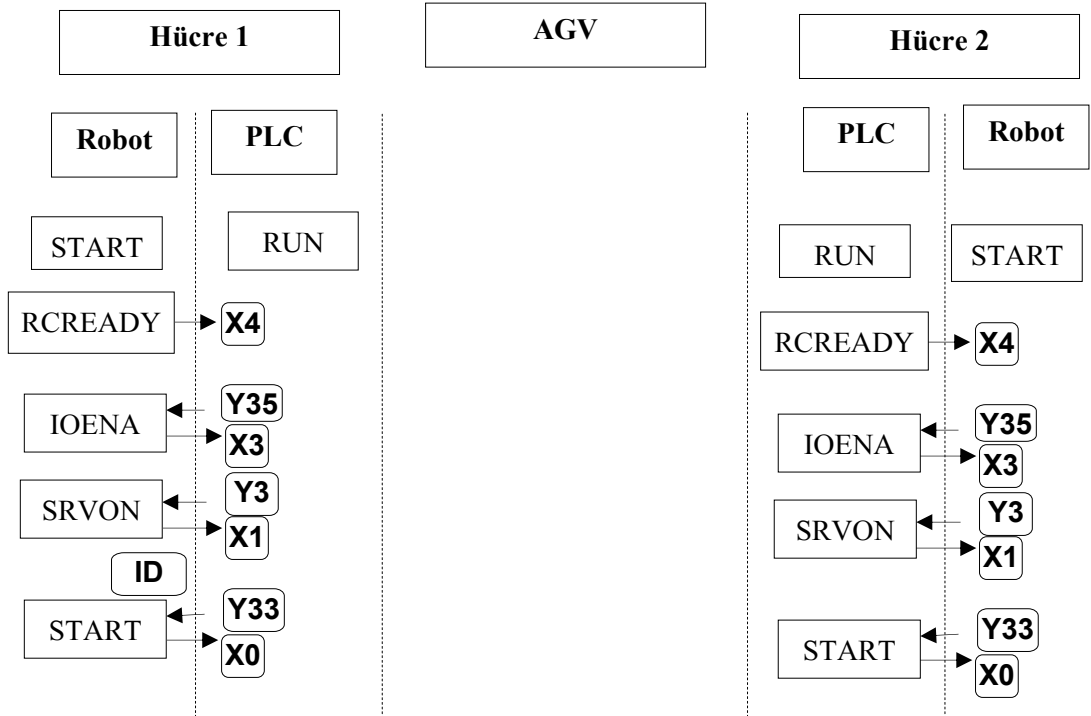 Hücre 1
AGV
Hücre 2
Robot
PLC
PLC
Robot
START
RUN
RUN
START
RCREADY
X4
RCREADY
X4
IOENA
Y35
X3
IOENA
Y35
X3
SRVON
Y3
X1
SRVON
Y3
X1
ID
START
Y33
X0
START
Y33
X0